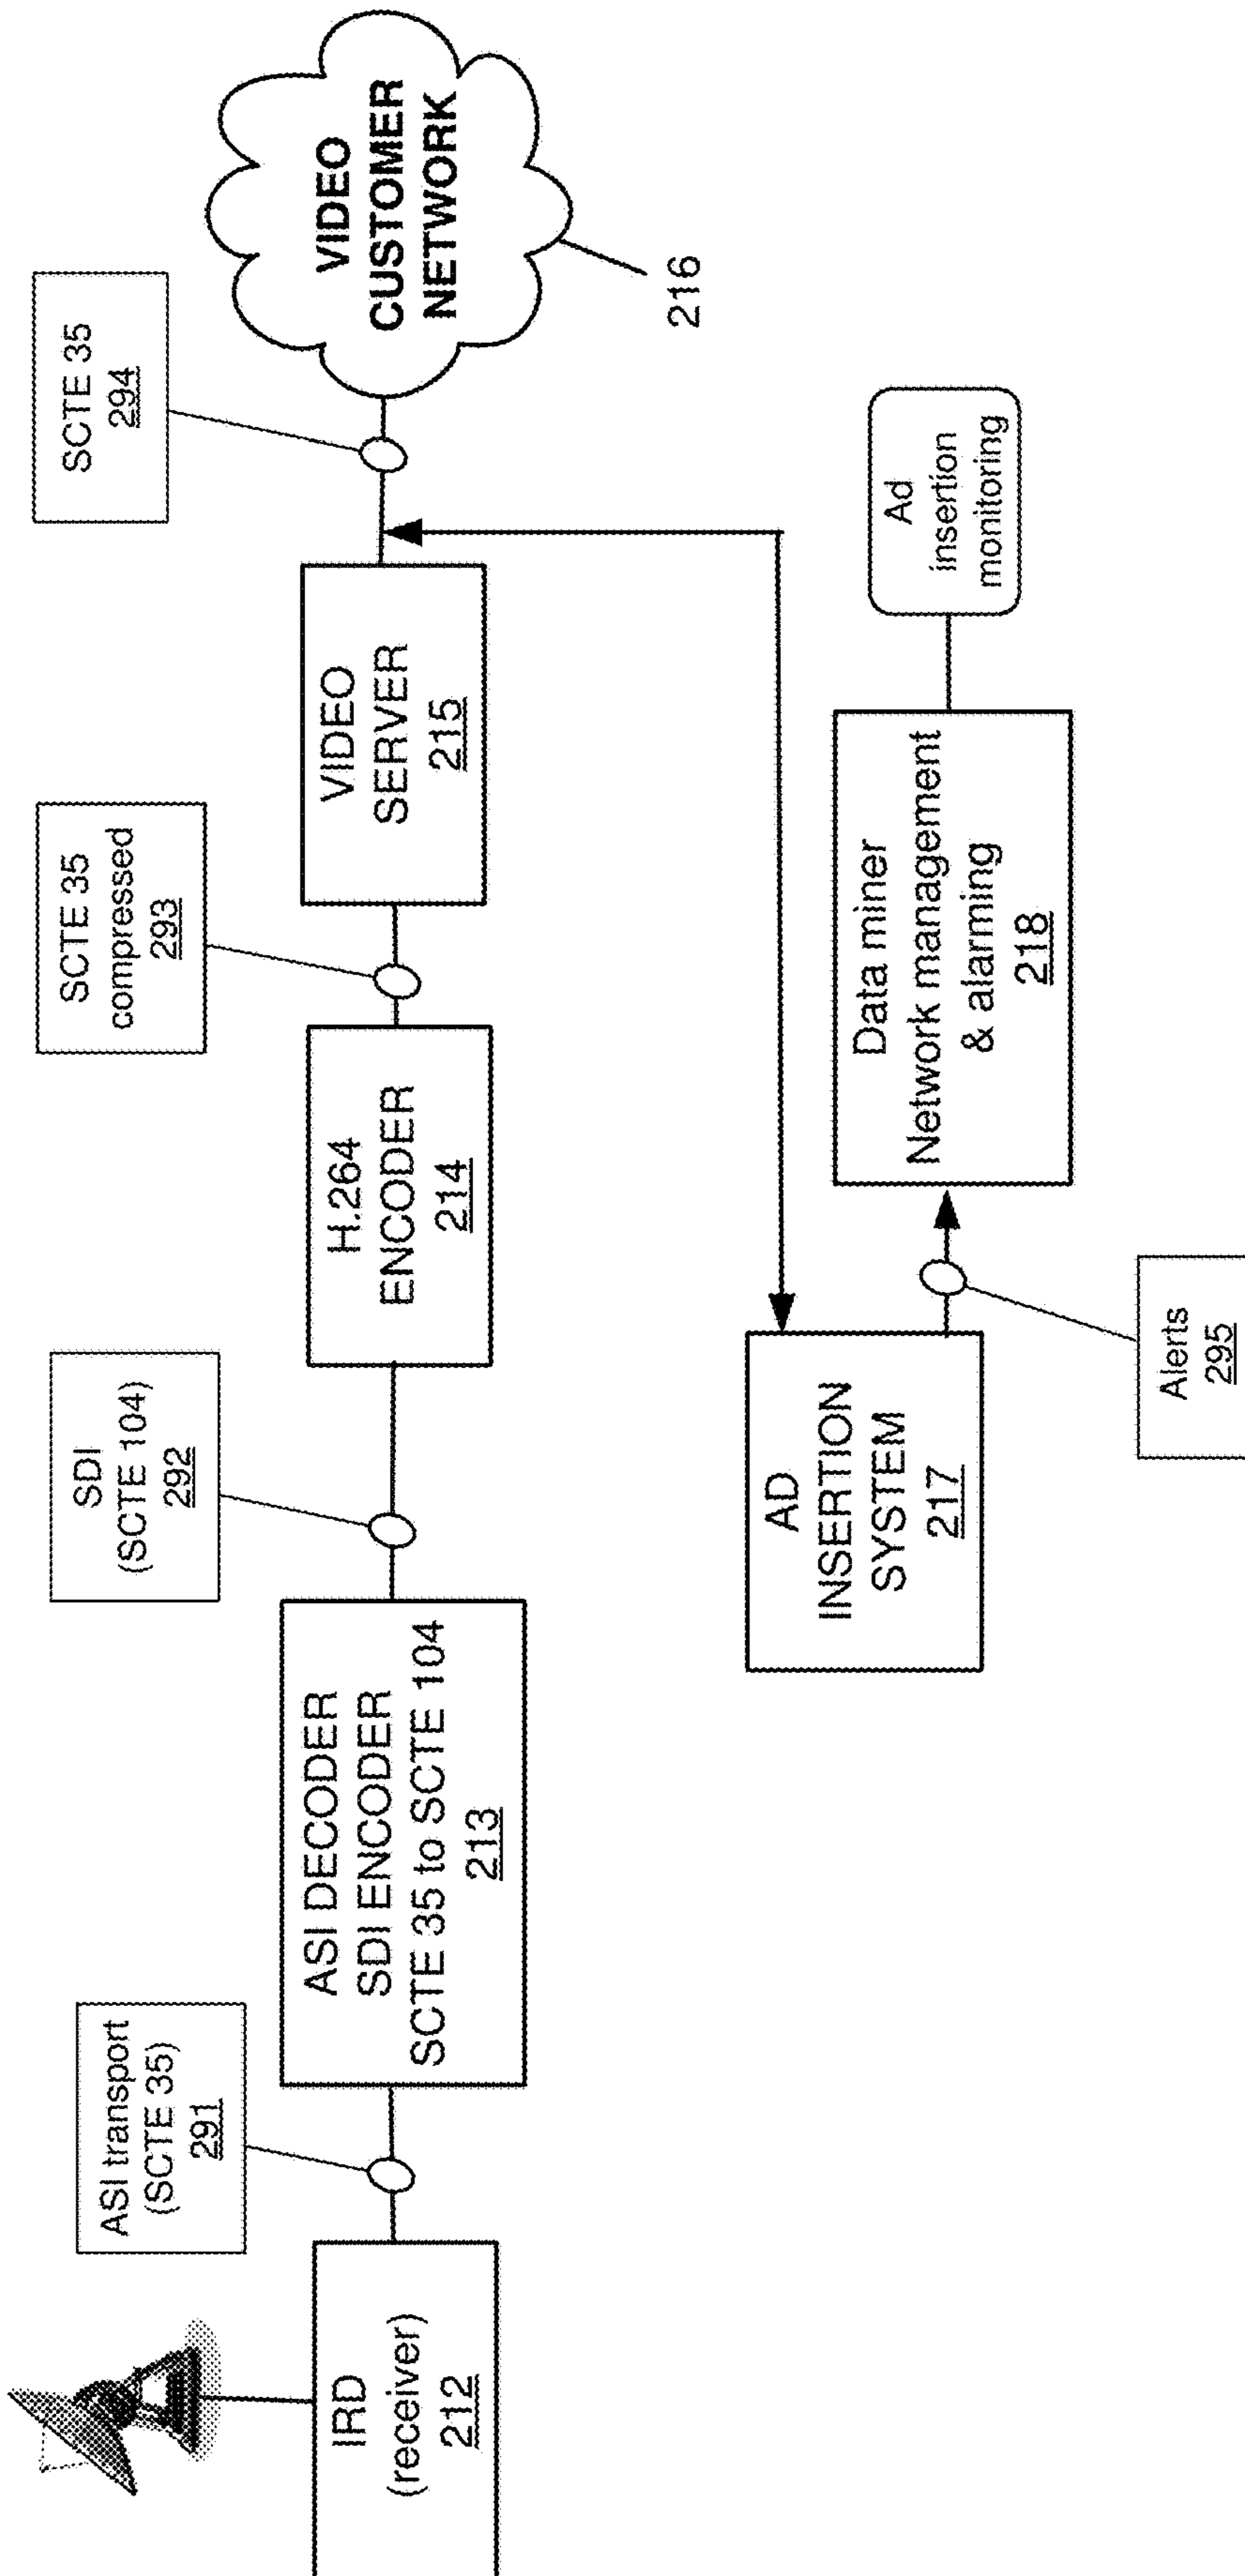 ASI transport
(SCTE 35)
291
SDI
(SCTE 104)
292
SCTE 35
compressed
293
SCTE 35
294
IRD
(receiver)
212
ASI DECODER
SDI ENCODER
SCTE 35 to SCTE 104
213
H.264
ENCODER
214
VIDEO
SERVER
215
VIDEO
CUSTOMER
NETWORK
216
AD
INSERTION
SYSTEM
217
Data miner
Network management
& alarming
218
Ad
insertion
monitoring
Alerts
295